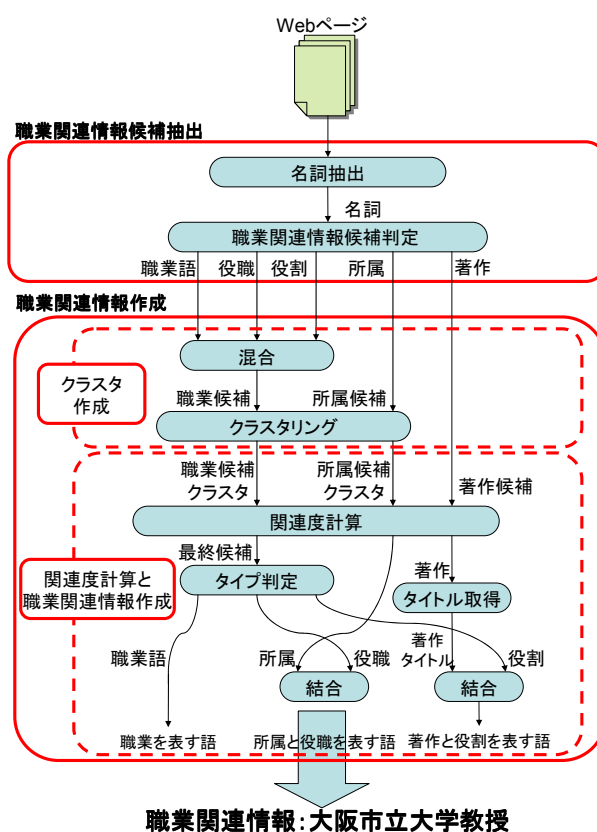 Webページ
職業関連情報候補抽出
名詞抽出
名詞
職業関連情報候補判定
職業語 役職 役割 所属 著作
職業関連情報作成
混合
クラスタ
作成
職業候補 所属候補
クラスタリング
職業候補
クラスタ
所属候補
クラスタ
著作候補
関連度計算
最終候補
関連度計算と
職業関連情報作成
タイプ判定
著作
タイトル取得
職業語 所属 役職
著作
タイトル
役割
結合 結合
職業を表す語 所属と役職を表す語 著作と役割を表す語
職業関連情報:大阪市立大学教授